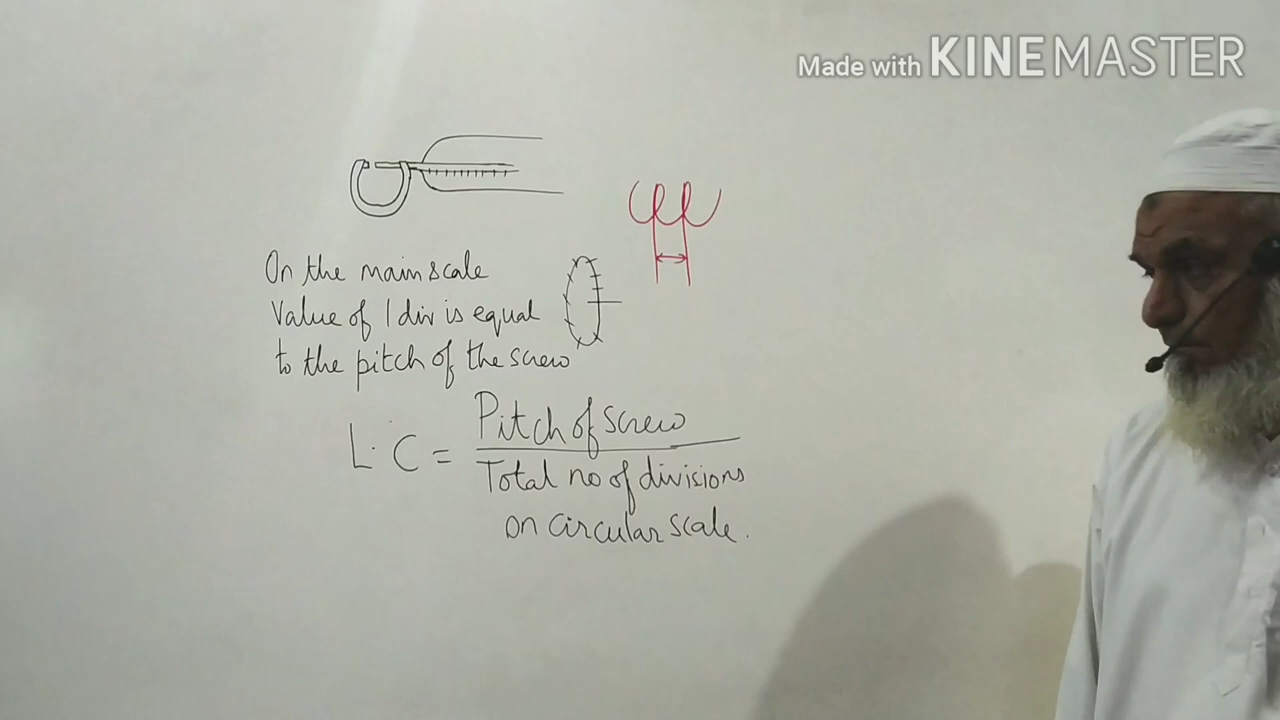 Made with KINEMASTER
On the main scale
Value of 1 div is equal
to the pitch of the screw
L.C = Pitch of screw
Total no of divisions
on circular scale.